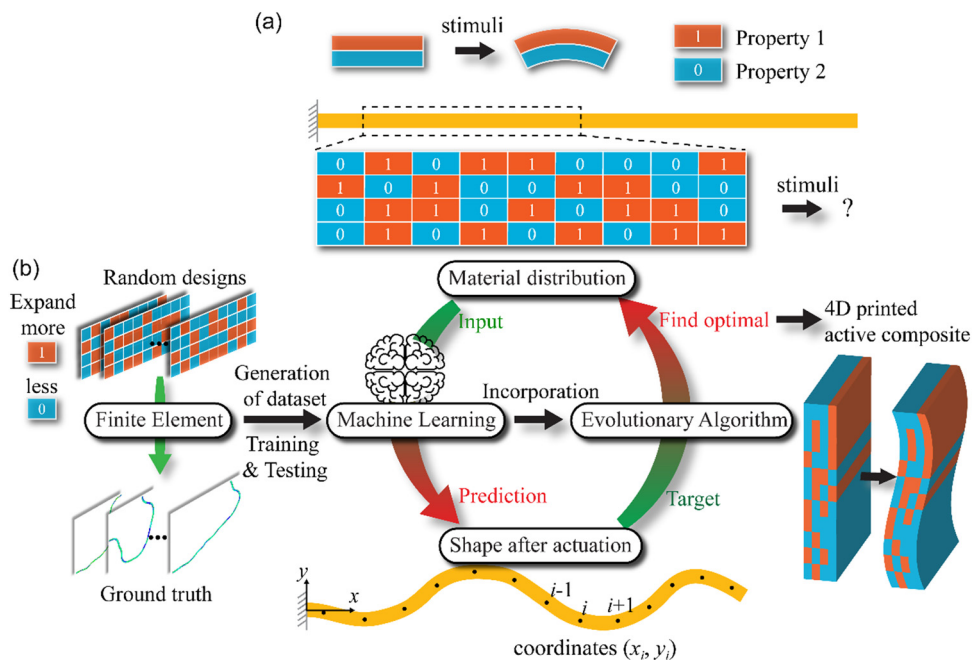 (a)
stimuli
1 Property 1
0 Property 2
0 1 0 1 1 0 0 0 1
1 0 1 0 0 1 1 0 0
0 1 1 0 1 0 1 1 0
0 1 0 1 0 1 0 1 1
stimuli
?
(b)
Random designs
Expand
more
1
less
0
...
Finite Element
...
Ground truth
Generation
of dataset
Training
& Testing
Material distribution
Input
Machine Learning
Incorporation
Evolutionary Algorithm
Find optimal
4D printed
active composite
Prediction
Target
Shape after actuation
y
x
i-1
i
i+1
coordinates (xᵢ, yᵢ)